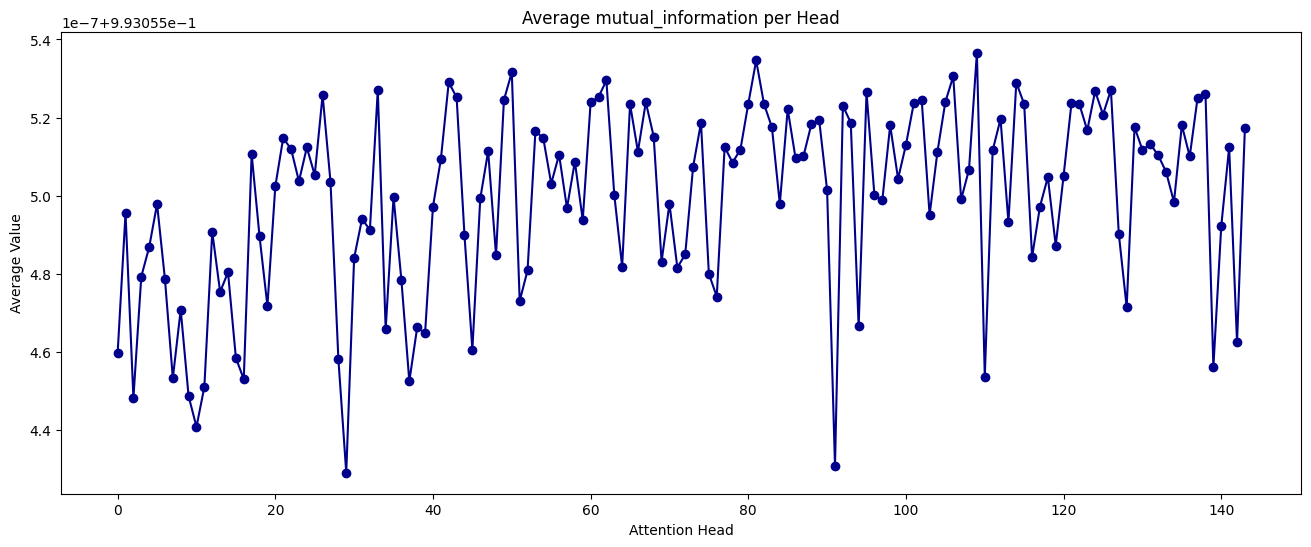 Average mutual_information per Head
1e−7+9.93055e−1
5.4
5.2
5.0
4.8
4.6
4.4
Average Value
0 20 40 60 80 100 120 140
Attention Head